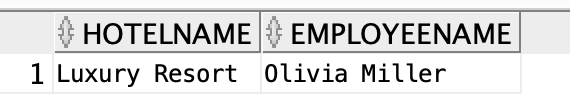 HOTELNAME EMPLOYEENAME
1 Luxury Resort Olivia Miller